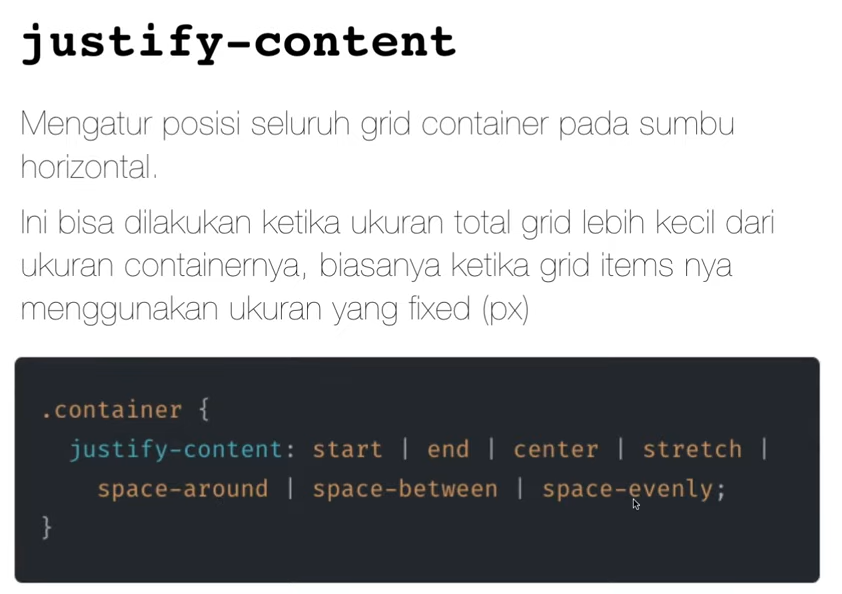 justify-content
Mengatur posisi seluruh grid container pada sumbu
horizontal.
Ini bisa dilakukan ketika ukuran total grid lebih kecil dari
ukuran containernya, biasanya ketika grid items nya
menggunakan ukuran yang fixed (px)
.container {
justify-content: start | end | center | stretch |
space-around | space-between | space-evenly;
}